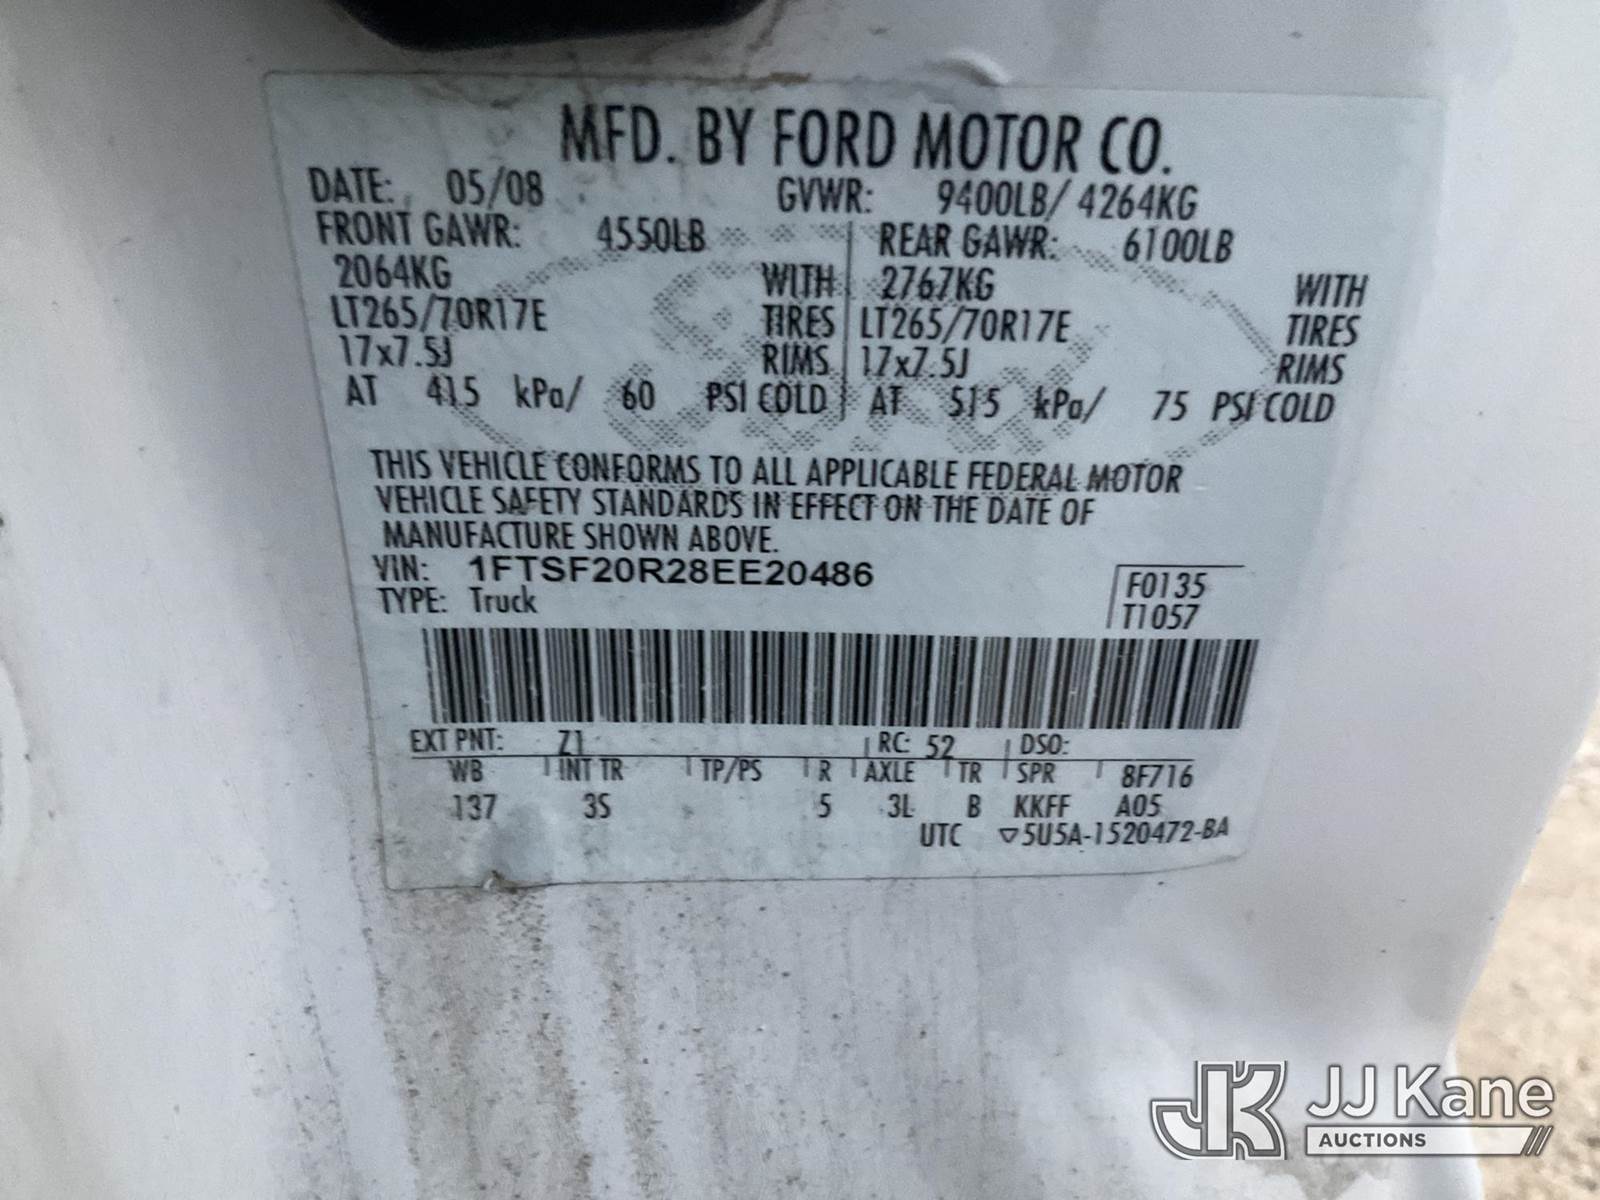 MFD. BY FORD MOTOR CO.
DATE: 05/08 GVWR: 9400LB/ 4264KG
FRONT GAWR: 4550LB REAR GAWR: 6100LB
2064KG WITH 2767KG WITH
LT265/70R17E TIRES LT265/70R17E TIRES
17x7.5J RIMS 17x7.5J RIMS
AT 415 kPa/ 60 PSI COLD AT 515 kPa/ 75 PSI COLD
THIS VEHICLE CONFORMS TO ALL APPLICABLE FEDERAL MOTOR
VEHICLE SAFETY STANDARDS IN EFFECT ON THE DATE OF
MANUFACTURE SHOWN ABOVE.
VIN: 1FTSF20R28EE20486
F0135
TYPE: Truck
T1057
EXT PNT: Z1 RC: 52 DSO:
WB INT TR TP/PS R AXLE TR SPR 8F716
137 3S 5 3L B KKFF A05
UTC ▽5U5A-1520472-BA
JK JJ Kane
AUCTIONS